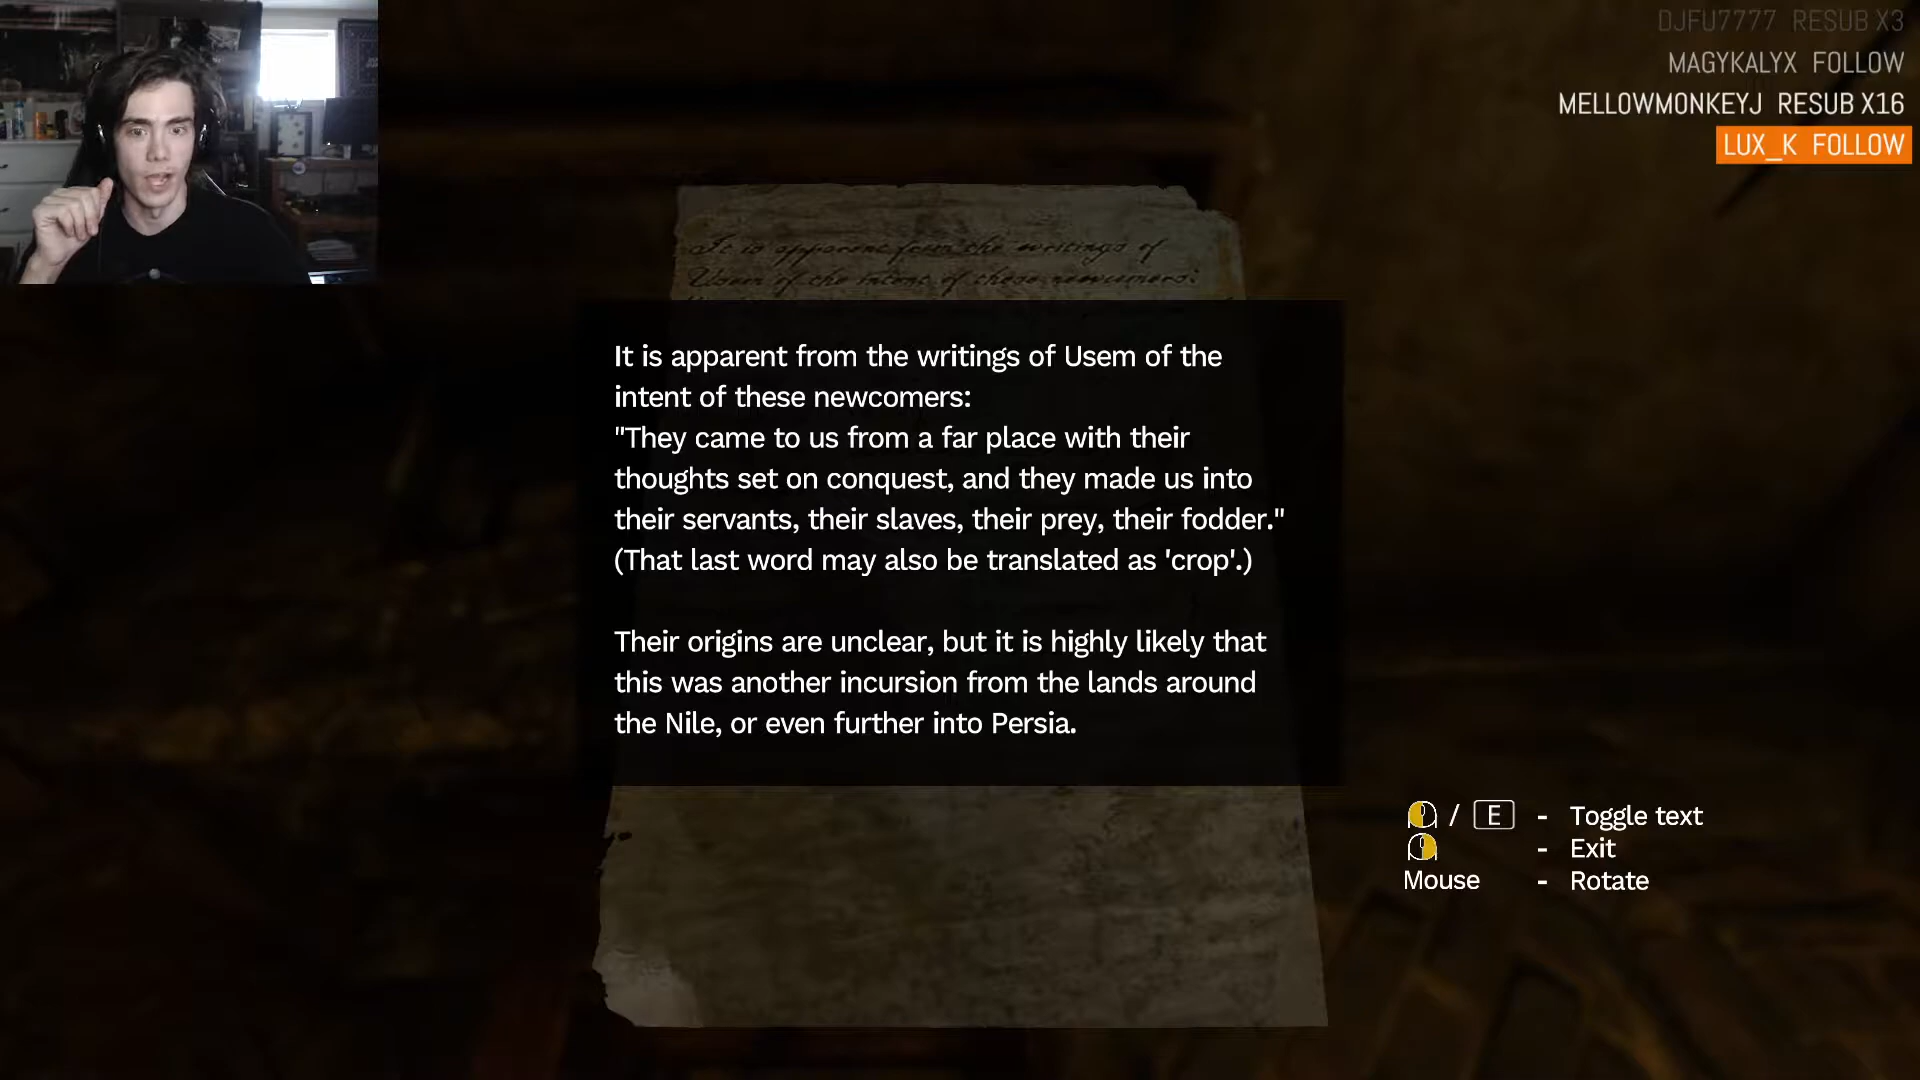 DJFU7777 RESUB X3
MAGYKALYX FOLLOW
MELLOWMONKEYJ RESUB X16
LUX_K FOLLOW
It is apparent from the writings of
Usem of the intent of these newcomers:
It is apparent from the writings of Usem of the
intent of these newcomers:
"They came to us from a far place with their
thoughts set on conquest, and they made us into
their servants, their slaves, their prey, their fodder."
(That last word may also be translated as 'crop'.)
Their origins are unclear, but it is highly likely that
this was another incursion from the lands around
the Nile, or even further into Persia.
/ E - Toggle text
- Exit
Mouse - Rotate